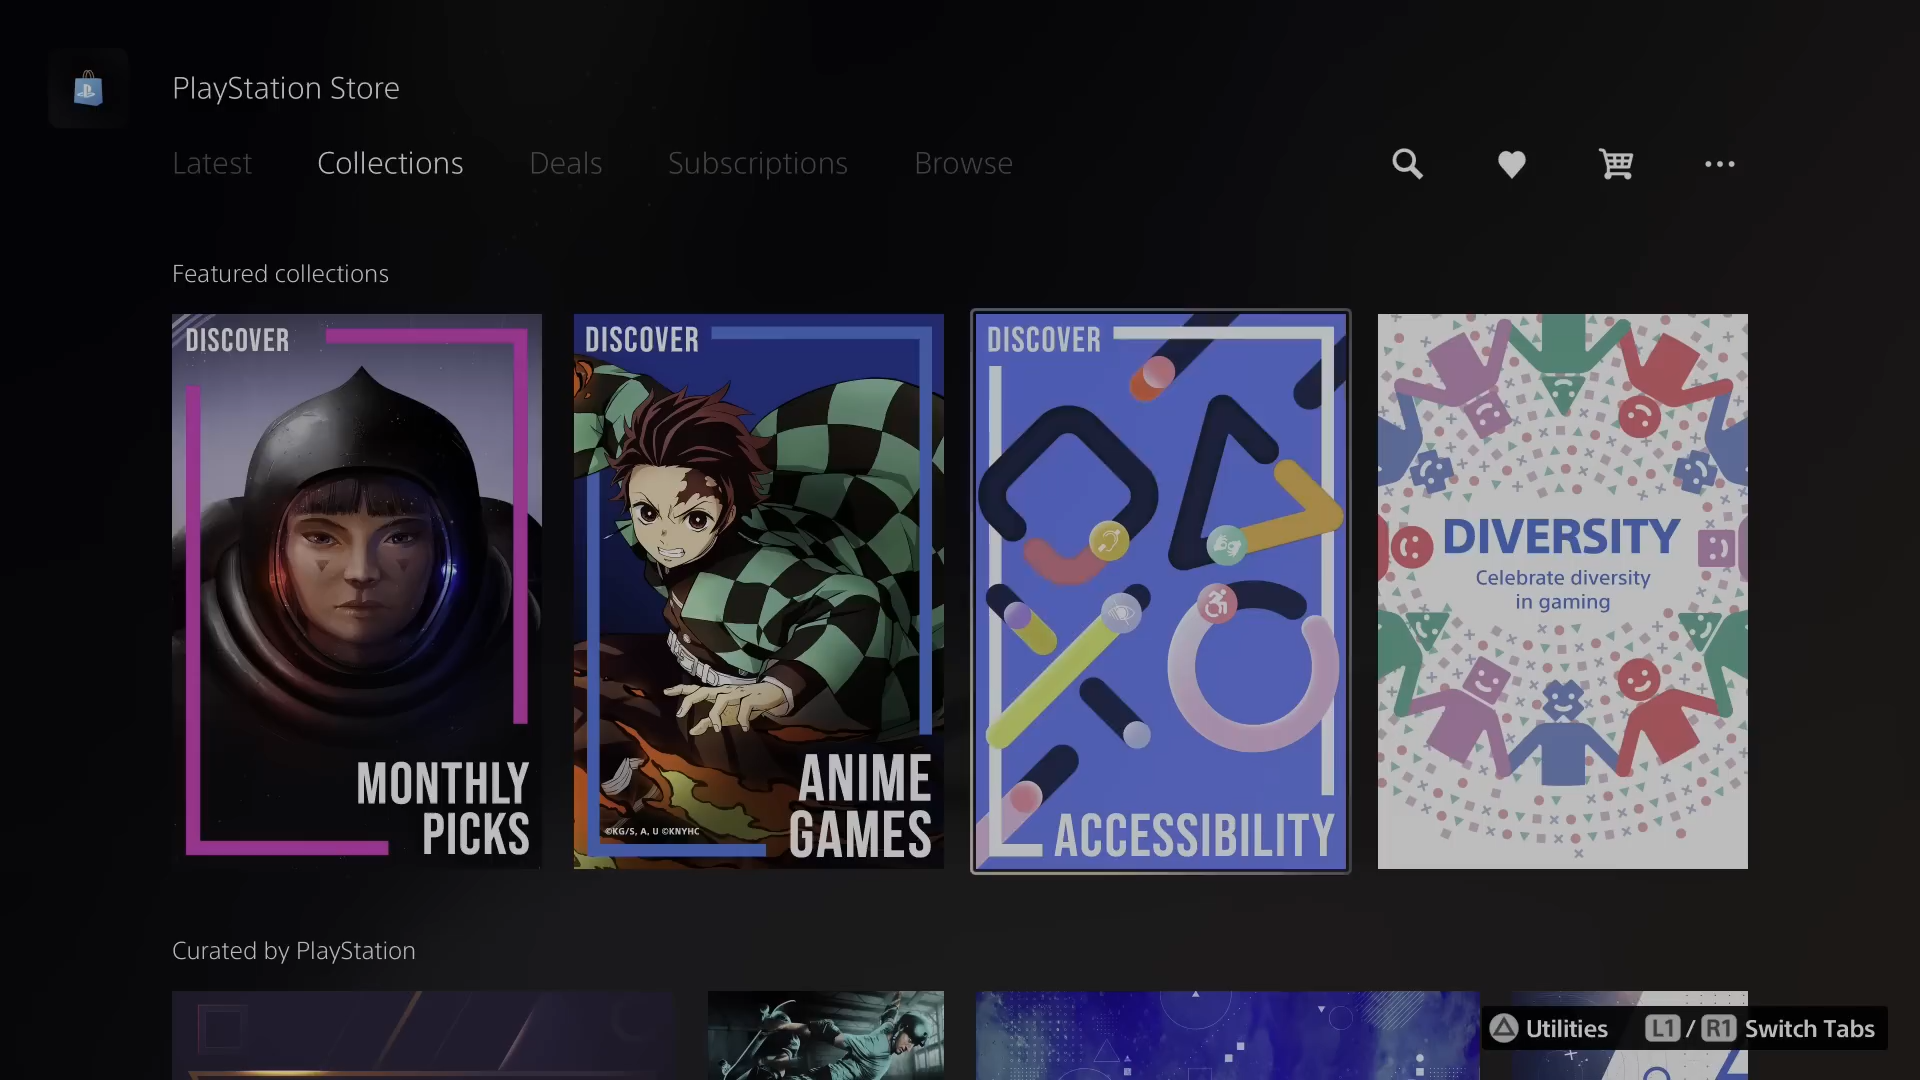 PlayStation Store
Latest
Collections
Deals
Subscriptions
Browse
Featured collections
DISCOVER
MONTHLY
PICKS
DISCOVER
©KG/S, A, U ©KNYHC
ANIME
GAMES
DISCOVER
ACCESSIBILITY
DIVERSITY
Celebrate diversity
in gaming
Curated by PlayStation
Utilities
L1 / R1 Switch Tabs